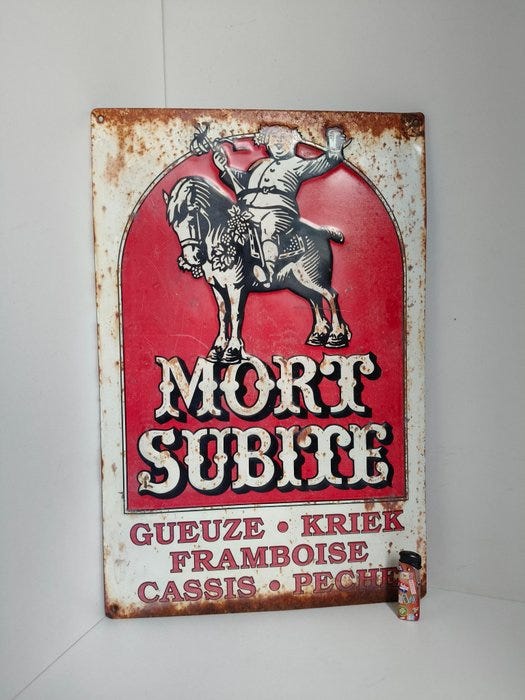 MORT
SUBITE
GUEUZE • KRIEK
FRAMBOISE
CASSIS • PECHE